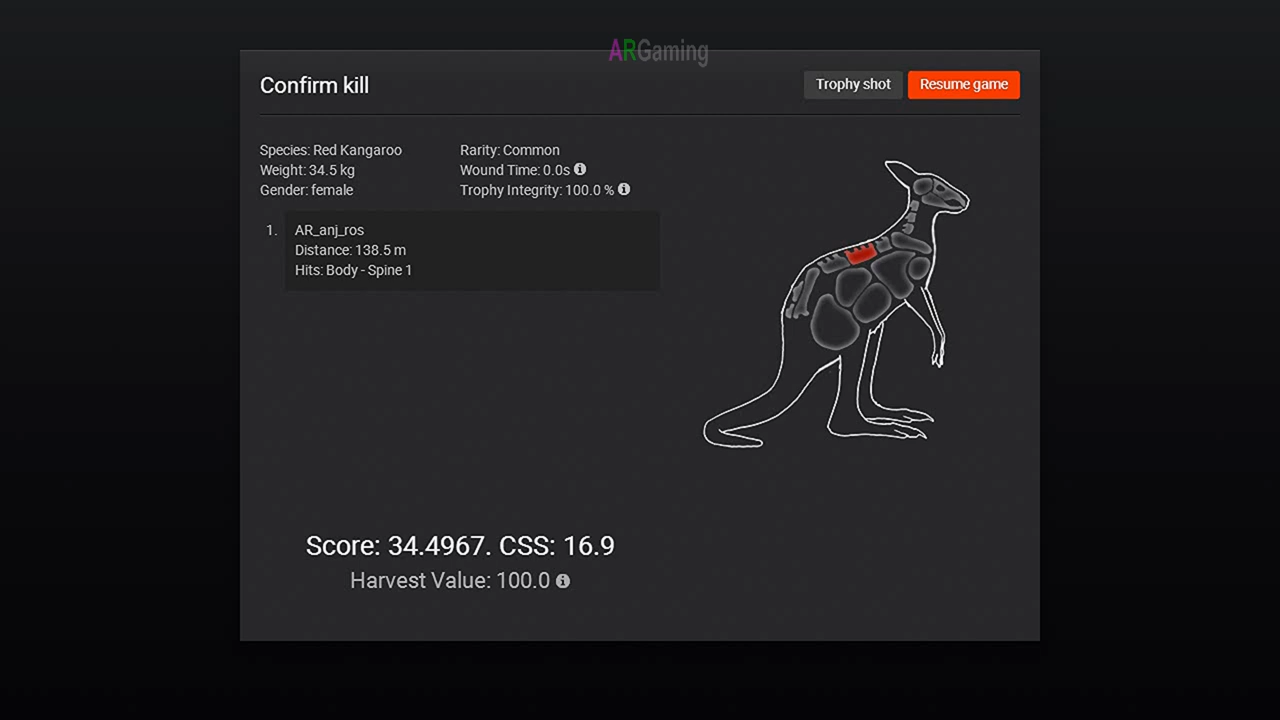 ARGaming
Confirm kill
Trophy shot
Resume game
Species: Red Kangaroo
Weight: 34.5 kg
Gender: female
Rarity: Common
Wound Time: 0.0s
Trophy Integrity: 100.0 %
1.
AR_anj_ros
Distance: 138.5 m
Hits: Body - Spine 1
Score: 34.4967. CSS: 16.9
Harvest Value: 100.0